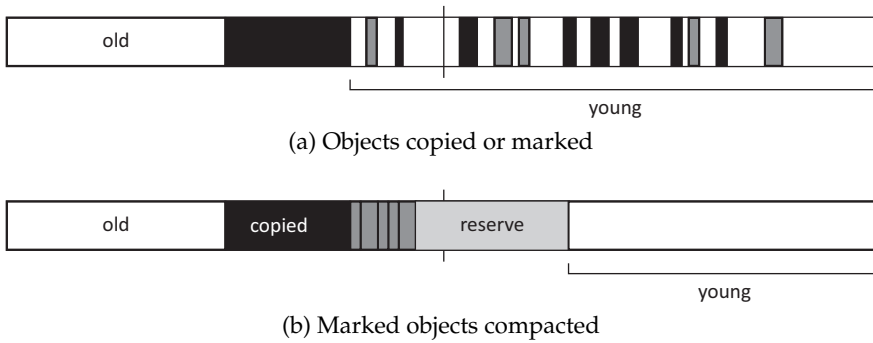 old
young
(a) Objects copied or marked
old copied reserve
young
(b) Marked objects compacted